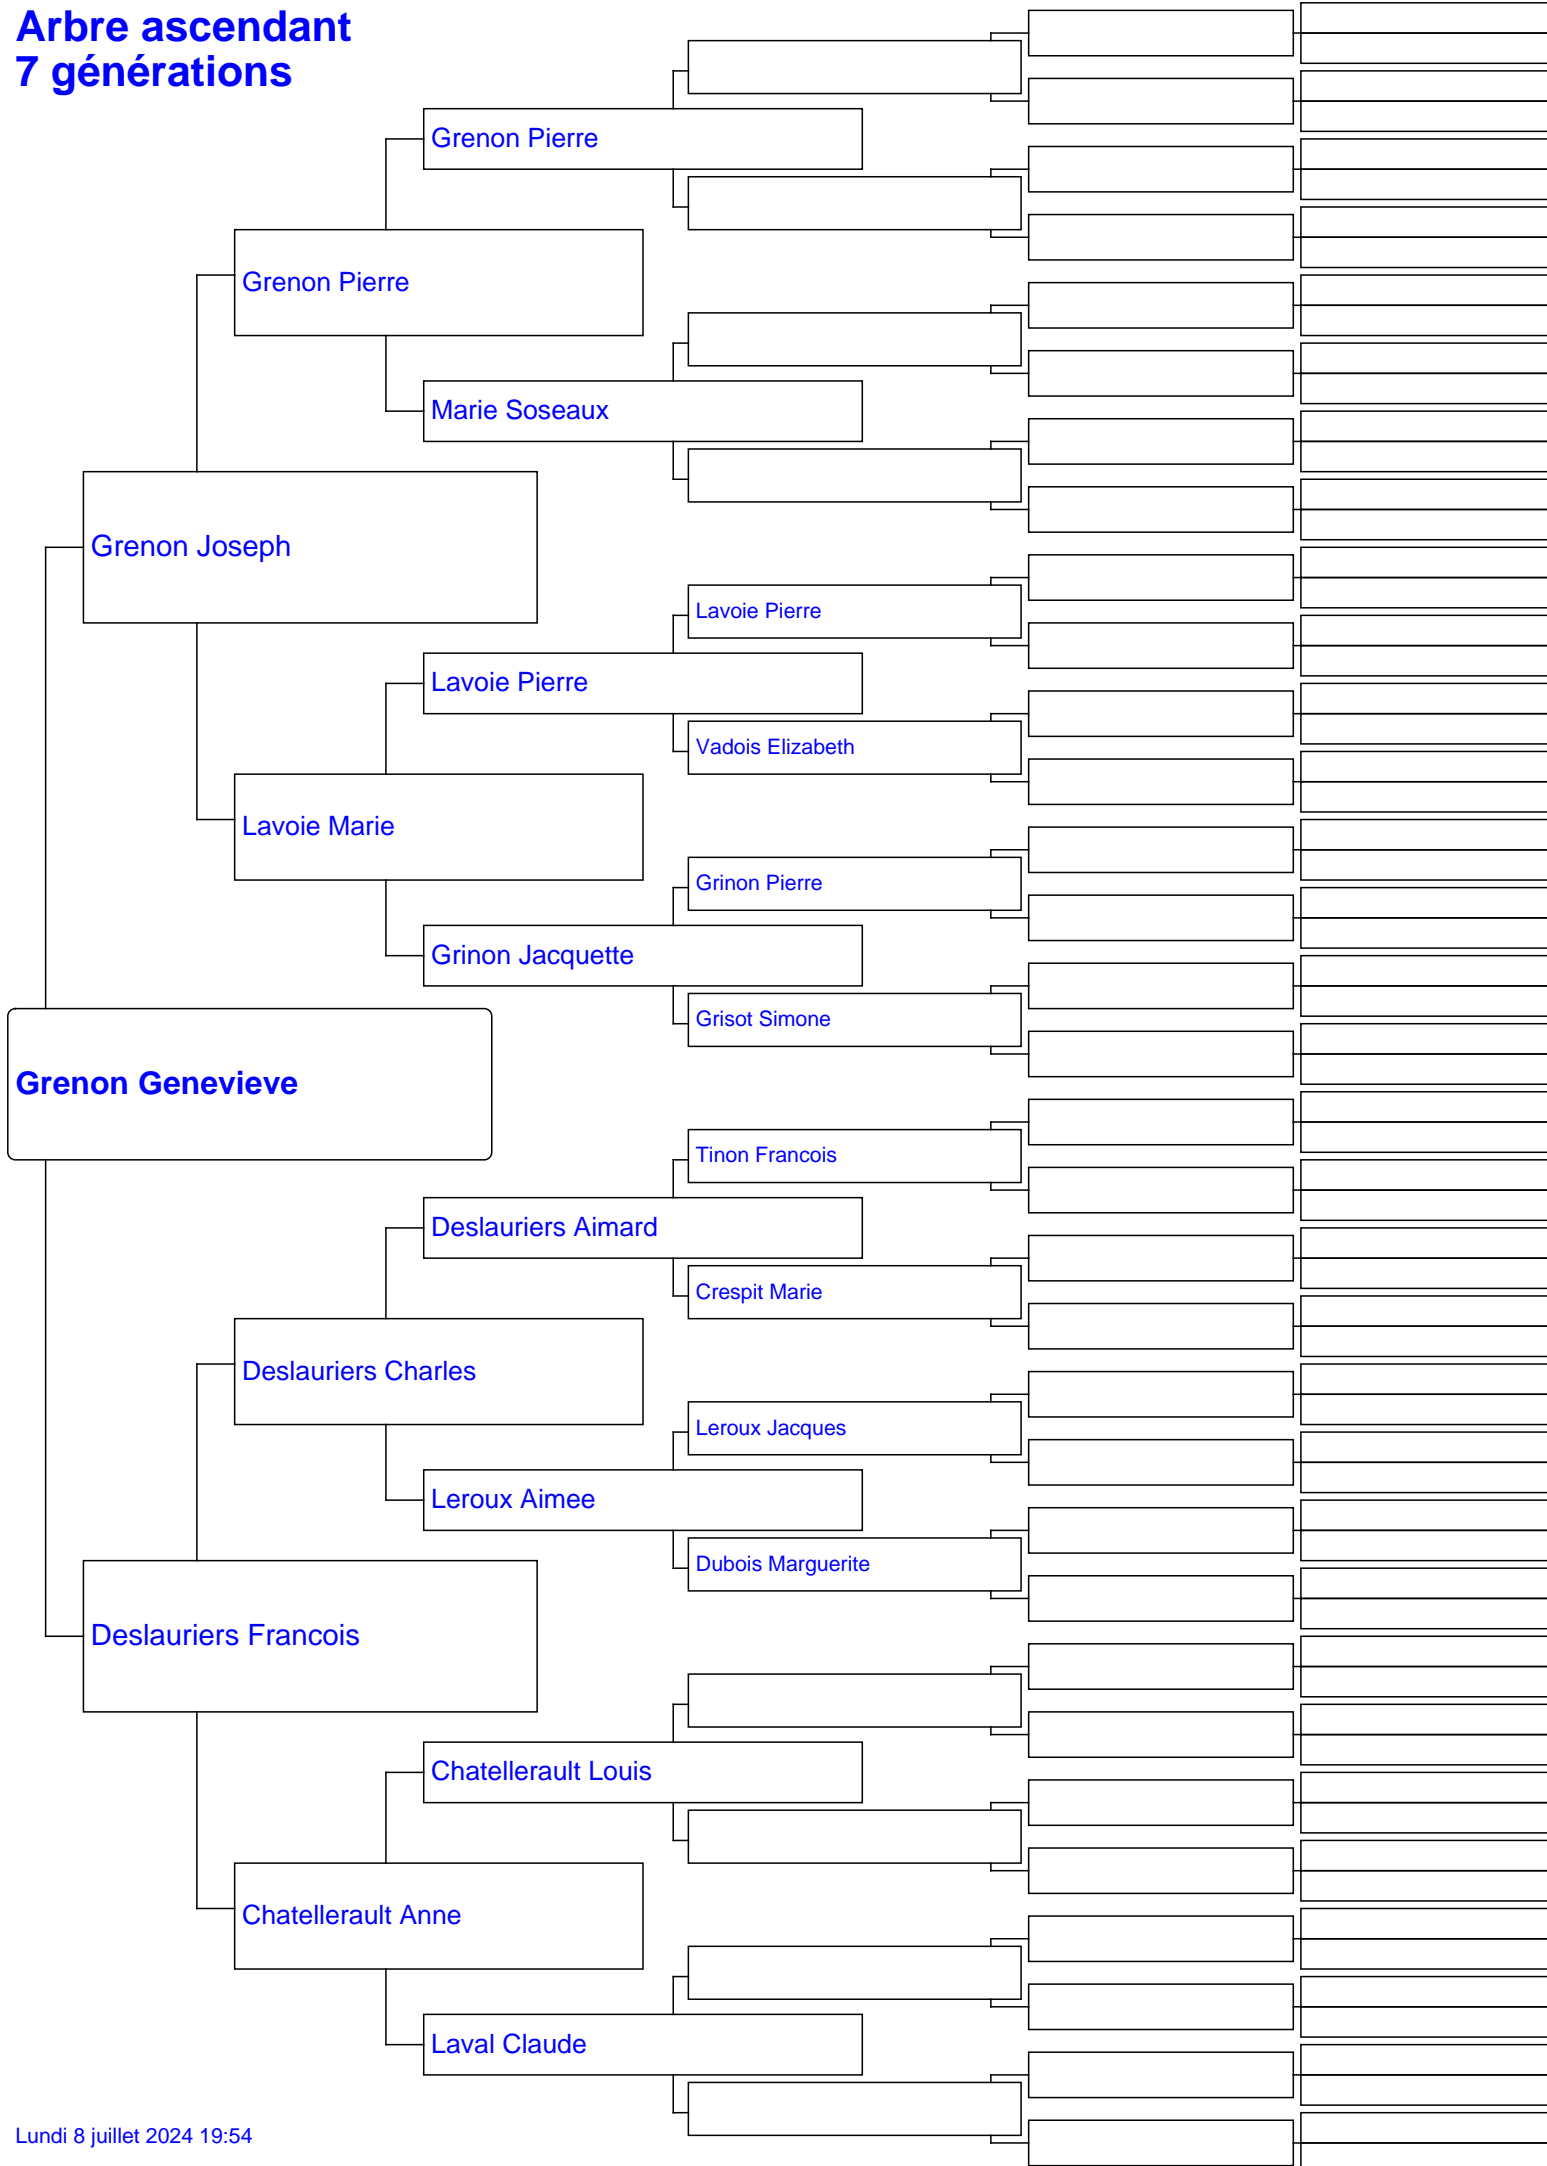 Arbre ascendant
7 générations
Grenon Pierre
Grenon Pierre
Marie Soseaux
Grenon Joseph
Lavoie Pierre
Lavoie Pierre
Vadois Elizabeth
Lavoie Marie
Grinon Pierre
Grinon Jacquette
Grisot Simone
Grenon Genevieve
Tinon Francois
Deslauriers Aimard
Crespit Marie
Deslauriers Charles
Leroux Jacques
Leroux Aimee
Dubois Marguerite
Deslauriers Francois
Chatellerault Louis
Chatellerault Anne
Laval Claude
Lundi 8 juillet 2024 19:54